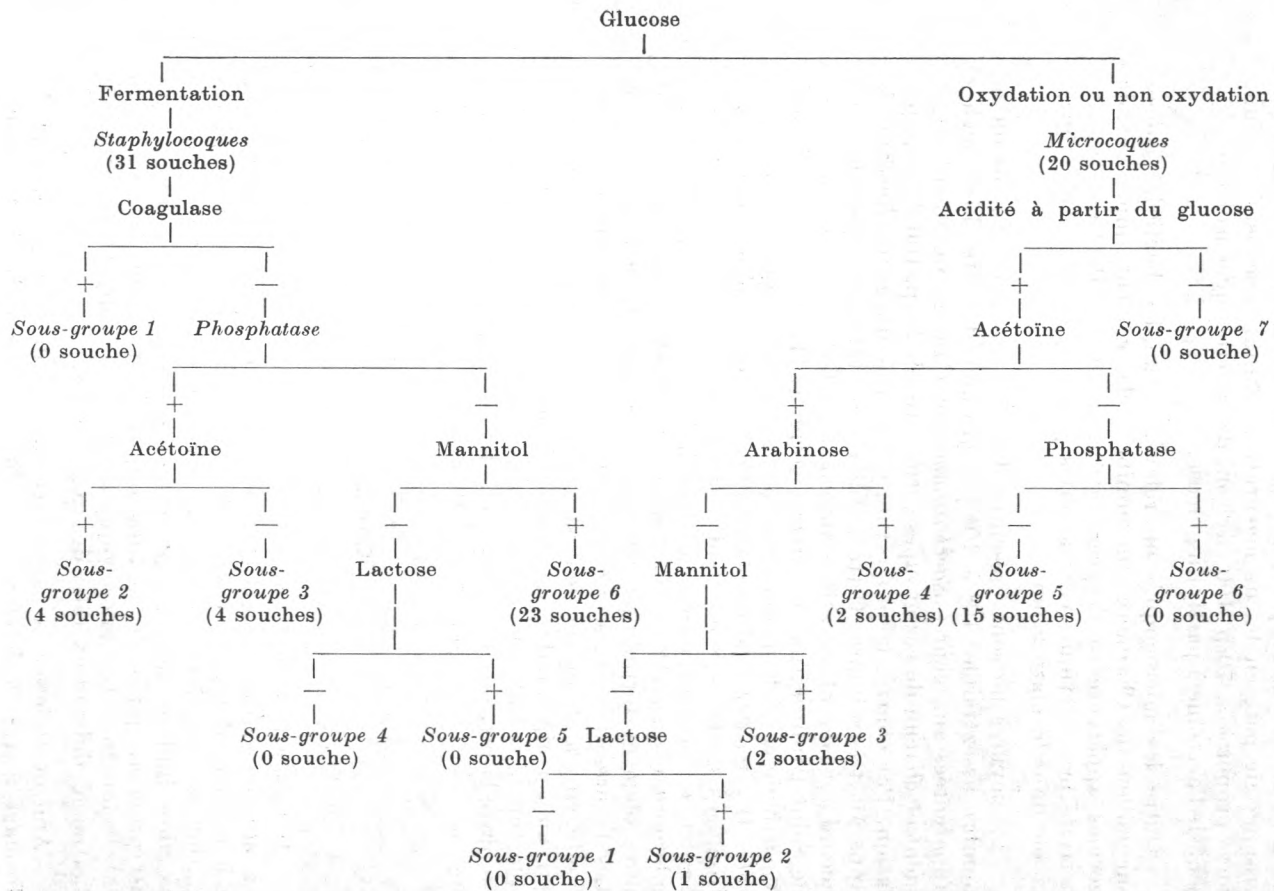 Glucose
Fermentation
Oxydation ou non oxydation
Staphylocoques
(31 souches)
Microcoques
(20 souches)
Coagulase
Acidité à partir du glucose
+ — + —
Sous-groupe 1
(0 souche)
Phosphatase
Acétoïne
Sous-groupe 7
(0 souche)
+ — + —
Acétoïne
Mannitol
Arabinose
Phosphatase
+ — — + — + — +
Sous-
groupe 2
(4 souches)
Sous-
groupe 3
(4 souches)
Lactose
Sous-
groupe 6
(23 souches)
Mannitol
Sous-
groupe 4
(2 souches)
Sous-
groupe 5
(15 souches)
Sous-
groupe 6
(0 souche)
— + — +
Sous-groupe 4
(0 souche)
Sous-groupe 5
(0 souche)
Lactose
Sous-groupe 3
(2 souches)
— +
Sous-groupe 1
(0 souche)
Sous-groupe 2
(1 souche)